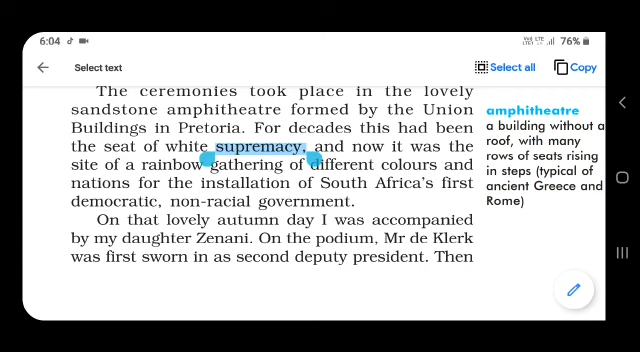 6:04
76%
Select text
Select all
Copy
The ceremonies took place in the lovely
sandstone amphitheatre formed by the Union
Buildings in Pretoria. For decades this had been
the seat of white supremacy, and now it was the
site of a rainbow gathering of different colours and
nations for the installation of South Africa's first
democratic, non-racial government.
On that lovely autumn day I was accompanied
by my daughter Zenani. On the podium, Mr de Klerk
was first sworn in as second deputy president. Then
amphitheatre
a building without a
roof, with many
rows of seats rising
in steps (typical of
ancient Greece and
Rome)